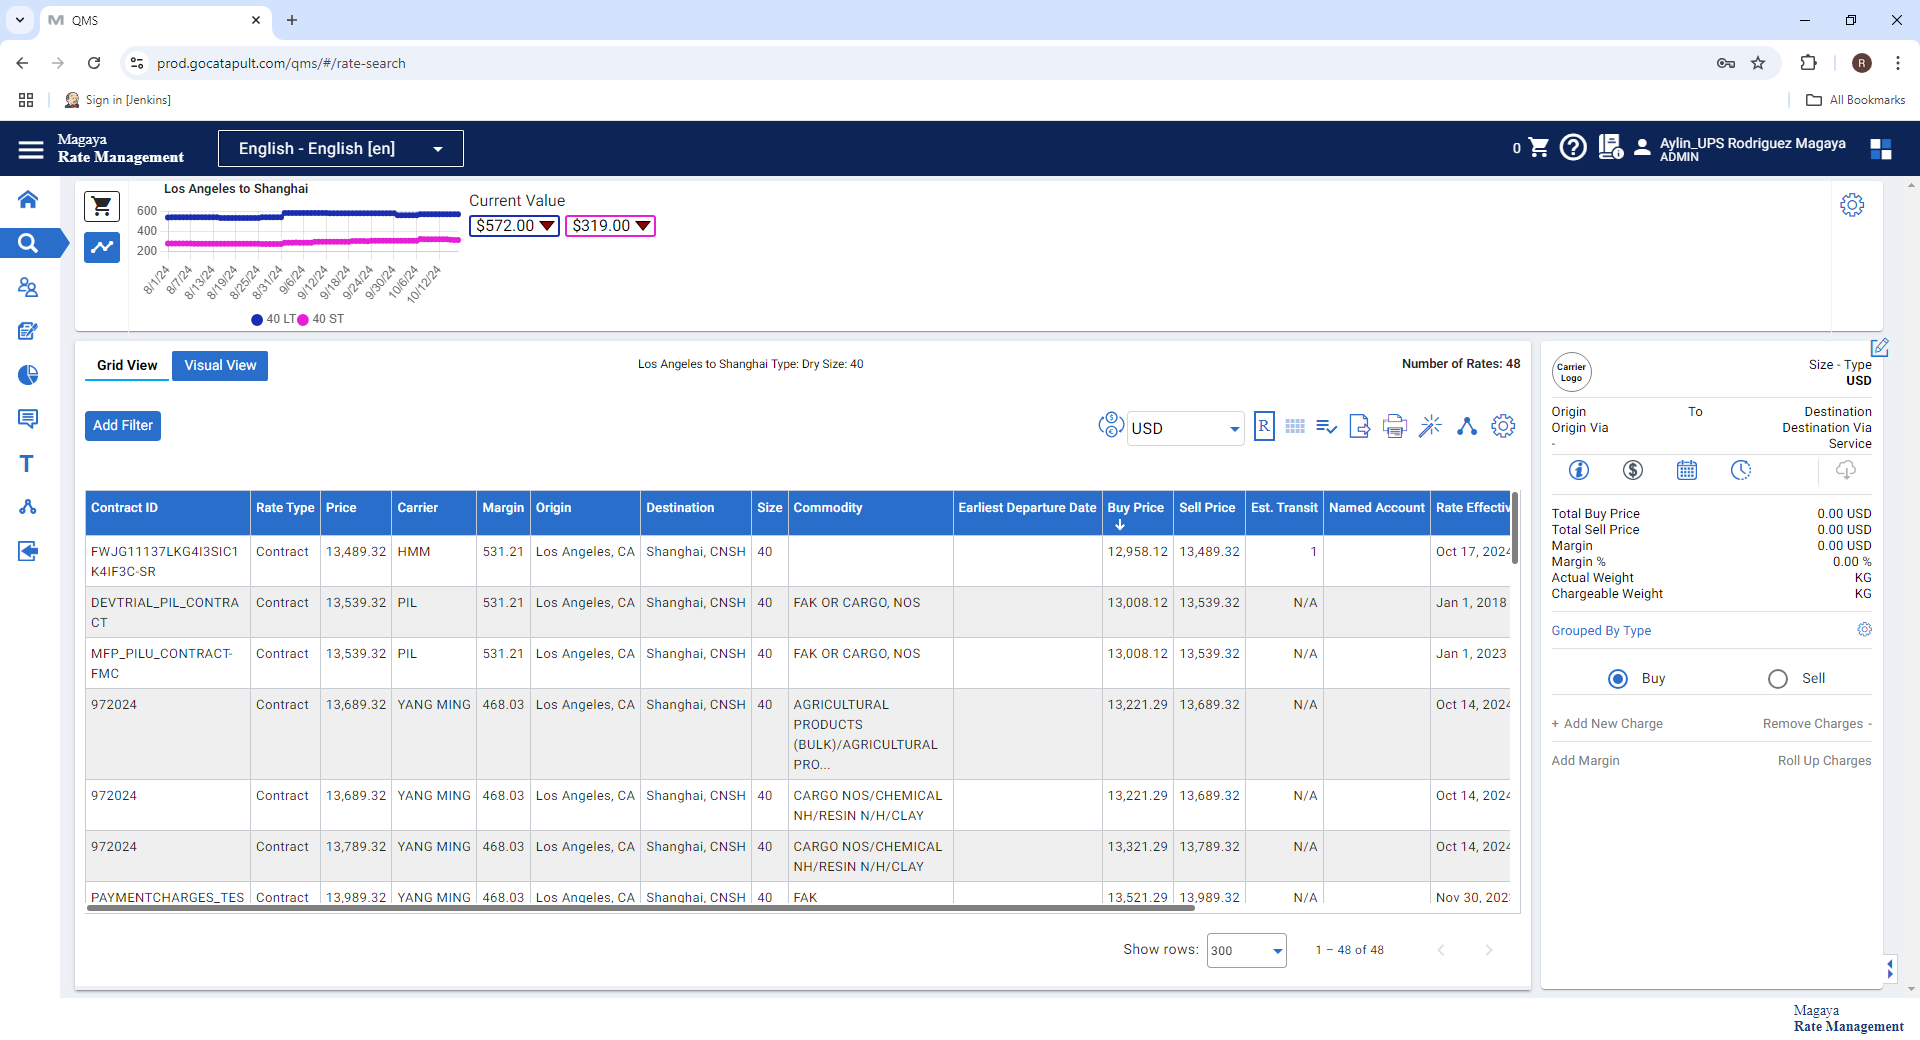 QMS
prod.gocatapult.com/qms/#/rate-search
R
Sign in [Jenkins]
All Bookmarks
Magaya
Rate Management
English - English [en]
0
Aylin_UPS Rodriguez Magaya
ADMIN
Los Angeles to Shanghai
600
400
200
8/1/24
8/7/24
8/13/24
8/19/24
8/25/24
8/31/24
9/6/24
9/12/24
9/18/24
9/24/24
9/30/24
10/6/24
10/12/24
40 LT 40 ST
Current Value
$572.00 $319.00
Grid View Visual View
Los Angeles to Shanghai Type: Dry Size: 40
Number of Rates: 48
Add Filter
USD
R
Contract ID Rate Type Price Carrier Margin Origin Destination Size Commodity Earliest Departure Date Buy Price Sell Price Est. Transit Named Account Rate Effectiv
FWJG11137LKG4I3SIC1 Contract 13,489.32 HMM 531.21 Los Angeles, CA Shanghai, CNSH 40 12,958.12 13,489.32 1 Oct 17, 2024
K4IF3C-SR
DEVTRIAL_PIL_CONTRA Contract 13,539.32 PIL 531.21 Los Angeles, CA Shanghai, CNSH 40 FAK OR CARGO, NOS 13,008.12 13,539.32 N/A Jan 1, 2018
CT
MFP_PILU_CONTRACT- Contract 13,539.32 PIL 531.21 Los Angeles, CA Shanghai, CNSH 40 FAK OR CARGO, NOS 13,008.12 13,539.32 N/A Jan 1, 2023
FMC
972024 Contract 13,689.32 YANG MING 468.03 Los Angeles, CA Shanghai, CNSH 40 AGRICULTURAL 13,221.29 13,689.32 N/A Oct 14, 2024
PRODUCTS
(BULK)/AGRICULTURAL
PRO...
972024 Contract 13,689.32 YANG MING 468.03 Los Angeles, CA Shanghai, CNSH 40 CARGO NOS/CHEMICAL 13,221.29 13,689.32 N/A Oct 14, 2024
NH/RESIN N/H/CLAY
972024 Contract 13,789.32 YANG MING 468.03 Los Angeles, CA Shanghai, CNSH 40 CARGO NOS/CHEMICAL 13,321.29 13,789.32 N/A Oct 14, 2024
NH/RESIN N/H/CLAY
PAYMENTCHARGES_TES Contract 13,989.32 YANG MING 468.03 Los Angeles, CA Shanghai, CNSH 40 FAK 13,521.29 13,989.32 N/A Nov 30, 202
Show rows: 300 1 – 48 of 48
Carrier
Logo
Size - Type
USD
Origin To Destination
Origin Via Destination Via
- Service
Total Buy Price 0.00 USD
Total Sell Price 0.00 USD
Margin 0.00 USD
Margin % 0.00 %
Actual Weight KG
Chargeable Weight KG
Grouped By Type
Buy Sell
+ Add New Charge Remove Charges -
Add Margin Roll Up Charges
Magaya
Rate Management